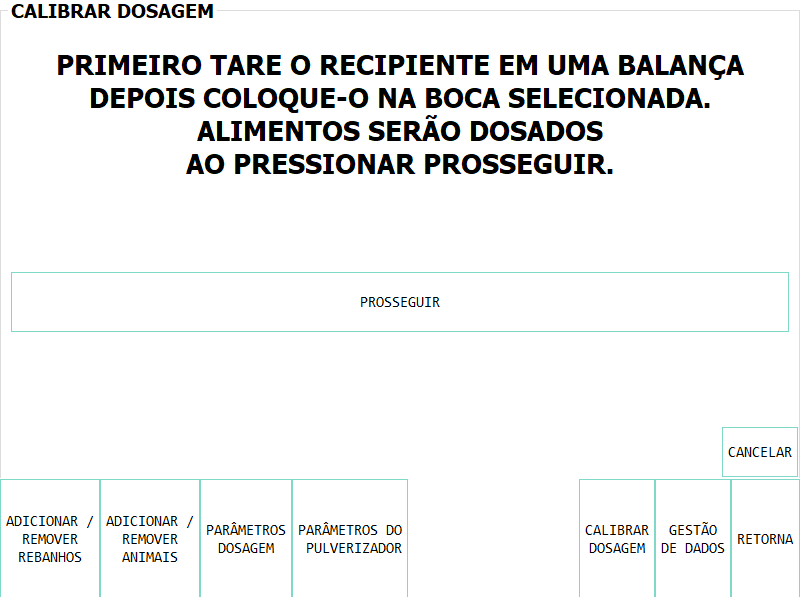 CALIBRAR DOSAGEM
PRIMEIRO TARE O RECIPIENTE EM UMA BALANÇA
DEPOIS COLOQUE-O NA BOCA SELECIONADA.
ALIMENTOS SERÃO DOSADOS
AO PRESSIONAR PROSSEGUIR.
PROSSEGUIR
CANCELAR
ADICIONAR /
REMOVER
REBANHOS
ADICIONAR /
REMOVER
ANIMAIS
PARÂMETROS
DOSAGEM
PARÂMETROS DO
PULVERIZADOR
CALIBRAR
DOSAGEM
GESTÃO
DE DADOS
RETORNA